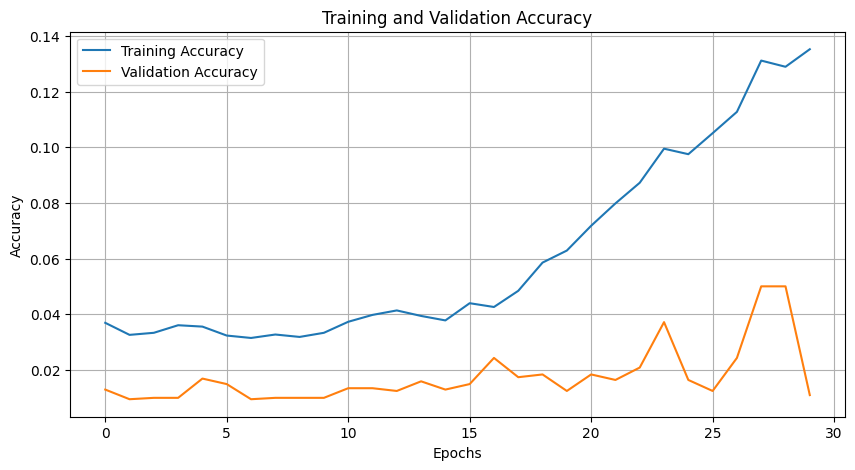 Training and Validation Accuracy
Training Accuracy
Validation Accuracy
0.14
0.12
0.10
0.08
0.06
0.04
0.02
Accuracy
0 5 10 15 20 25 30
Epochs